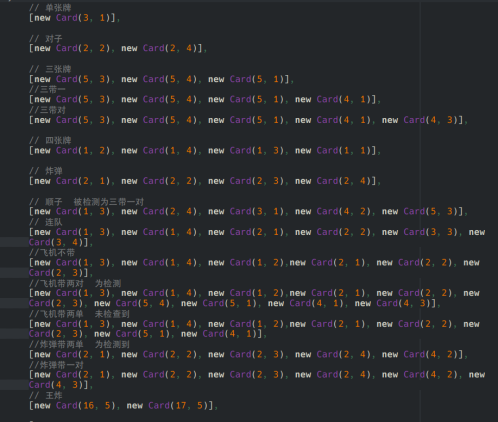 // 单张牌
[new Card(3, 1)],
// 对子
[new Card(2, 2), new Card(2, 4)],
// 三张牌
[new Card(5, 3), new Card(5, 4), new Card(5, 1)],
//三带一
[new Card(5, 3), new Card(5, 4), new Card(5, 1), new Card(4, 1)],
//三带对
[new Card(5, 3), new Card(5, 4), new Card(5, 1), new Card(4, 1), new Card(4, 3)],
// 四张牌
[new Card(1, 2), new Card(1, 4), new Card(1, 3), new Card(1, 1)],
// 炸弹
[new Card(2, 1), new Card(2, 2), new Card(2, 3), new Card(2, 4)],
// 顺子 被检测为三带一对
[new Card(1, 3), new Card(2, 4), new Card(3, 1), new Card(4, 2), new Card(5, 3)],
// 连队
[new Card(1, 3), new Card(1, 4), new Card(2, 1), new Card(2, 2), new Card(3, 3), new
Card(3, 4)],
//飞机不带
[new Card(1, 3), new Card(1, 4), new Card(1, 2),new Card(2, 1), new Card(2, 2), new
Card(2, 3)],
//飞机带两对 为检测
[new Card(1, 3), new Card(1, 4), new Card(1, 2), new Card(2, 1), new Card(2, 2), new
Card(2, 3), new Card(5, 4), new Card(5, 1), new Card(4, 1), new Card(4, 3)],
//飞机带两单 未检查到
[new Card(1, 3), new Card(1, 4), new Card(1, 2),new Card(2, 1), new Card(2, 2), new
Card(2, 3), new Card(5, 1), new Card(4, 1)],
//炸弹带两单 为检测到
[new Card(2, 1), new Card(2, 2), new Card(2, 3), new Card(2, 4), new Card(4, 2)],
//炸弹带一对
[new Card(2, 1), new Card(2, 2), new Card(2, 3), new Card(2, 4), new Card(4, 2), new
Card(4, 3)],
// 王炸
[new Card(16, 5), new Card(17, 5)],